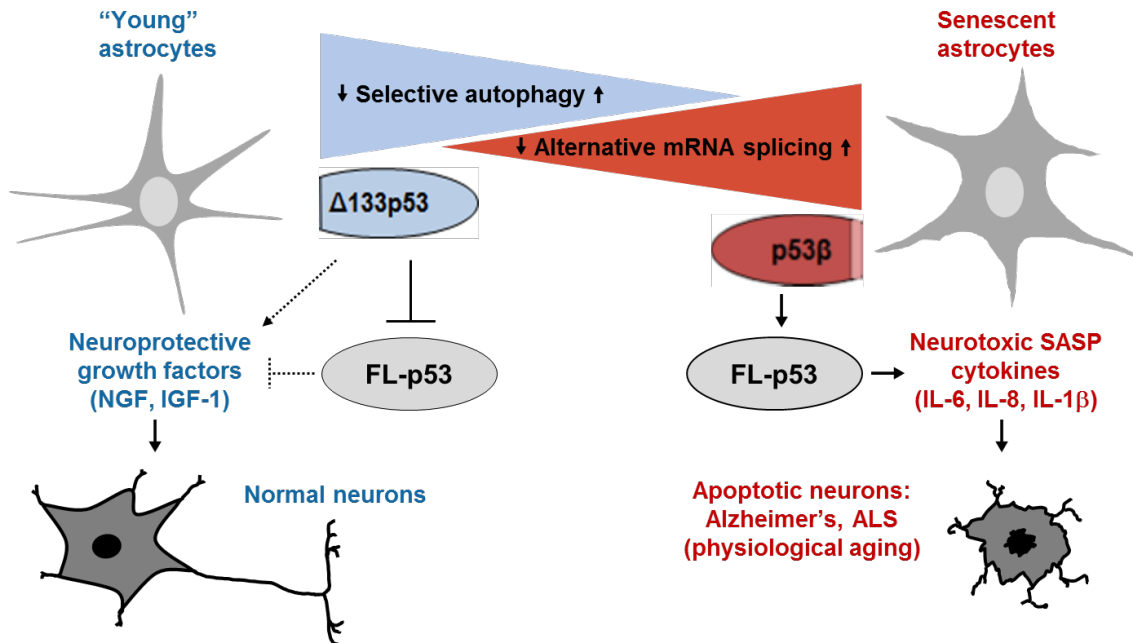 “Young”
astrocytes
Senescent
astrocytes
↓ Selective autophagy ↑
↓ Alternative mRNA splicing ↑
Δ133p53
p53β
Neuroprotective
growth factors
(NGF, IGF-1)
FL-p53
FL-p53
Neurotoxic SASP
cytokines
(IL-6, IL-8, IL-1β)
Normal neurons
Apoptotic neurons:
Alzheimer’s, ALS
(physiological aging)